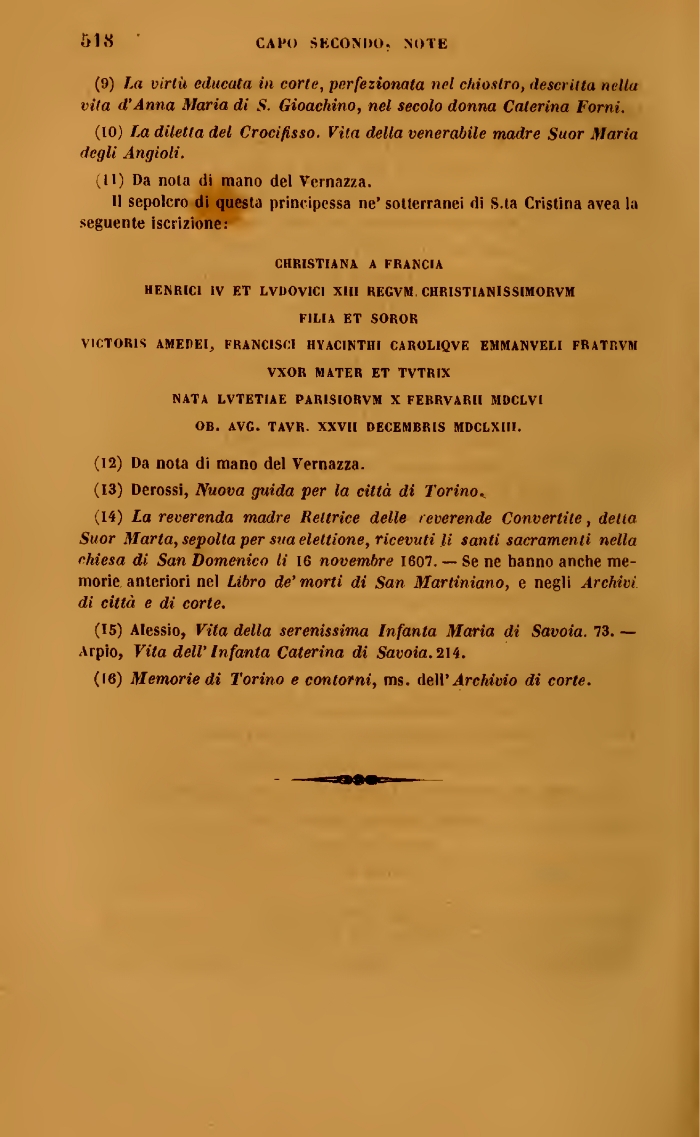 518 CAPO SECONDO, NOTE
(9) La virtù educata in corte, perfezionata nel chiostro, descritta nella
vita d'Anna Maria di S. Gioachino, nel secolo donna Caterina Forni.
(10) La diletta del Crocifisso. Vita della venerabile madre Suor Maria
degli Angioli.
(11) Da nota di mano del Vernazza.
Il sepolcro di questa principessa ne' sotterranei di S.ta Cristina avea la
seguente iscrizione:
CHRISTIANA A FRANCIA
HENRICI IV ET LVDOVICI XIII REGVM CHRISTIANISSIMORVM
FILIA ET SOROR
VICTORIS AMEDEI, FRANCISCI HYACINTHI CAROLIQVE EMMANVELI FRATRVM
VXOR MATER ET TVTRIX
NATA LVTETIAE PARISIORVM X FEBRVARII MDCLVI
OB. AVG. TAVR. XXVII DECEMBRIS MDCLXIII.
(12) Da nota di mano del Vernazza.
(13) Derossi, Nuova guida per la città di Torino.
(14) La reverenda madre Rettrice delle reverende Convertite, detta
Suor Marta, sepolta per sua elettione, ricevuti li santi sacramenti nella
chiesa di San Domenico li 16 novembre 1607. — Se ne hanno anche me-
morie anteriori nel Libro de' morti di San Martiniano, e negli Archivi
di città e di corte.
(15) Alessio, Vita della serenissima Infanta Maria di Savoia. 73. —
Arpio, Vita dell' Infanta Caterina di Savoia. 214.
(16) Memorie di Torino e contorni, ms. dell' Archivio di corte.